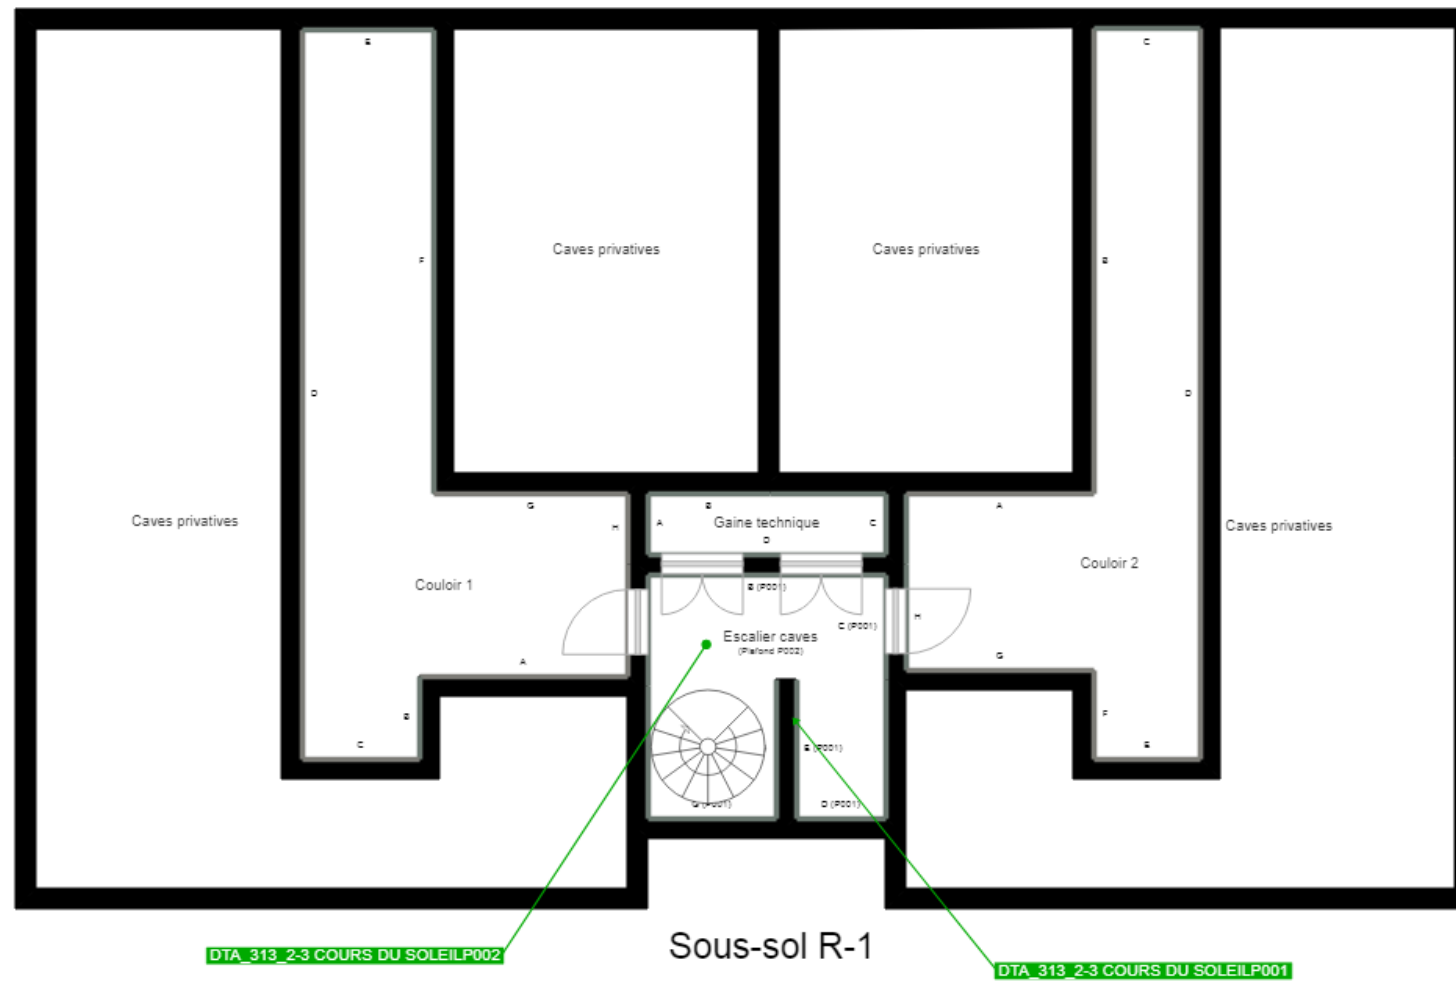 E
C
F
B
Caves privatives
Caves privatives
D
D
G
B
A
H
A
Gaine technique
C
Caves privatives
Caves privatives
D
Couloir 2
Couloir 1
B (P001)
H
C (P001)
Escalier caves
(Plafond P002)
A
G
B
F
C
E (P001)
E
G (P001)
D (P001)
Sous-sol R-1
DTA_313_2-3 COURS DU SOLEILP002
DTA_313_2-3 COURS DU SOLEILP001